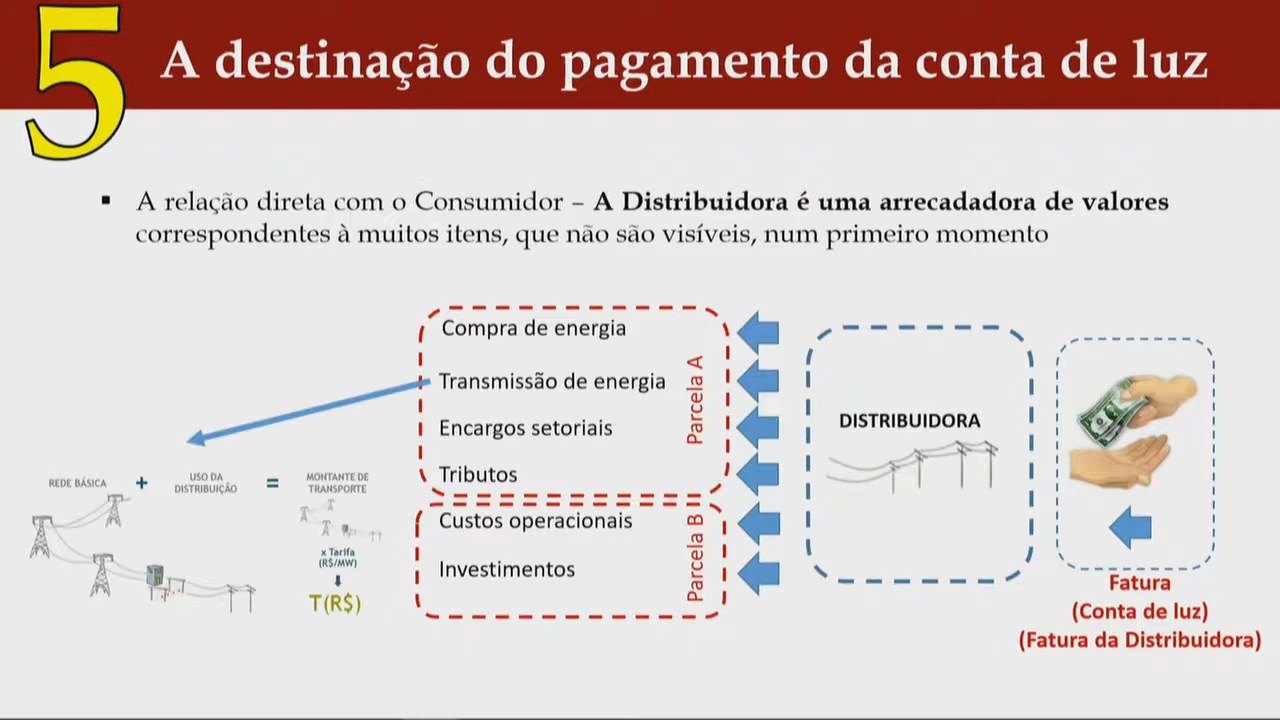 5
A destinação do pagamento da conta de luz
▪ A relação direta com o Consumidor – A Distribuidora é uma arrecadadora de valores
correspondentes à muitos itens, que não são visíveis, num primeiro momento
Compra de energia
Transmissão de energia
Encargos setoriais
Tributos
Parcela A
Custos operacionais
Investimentos
Parcela B
DISTRIBUIDORA
Fatura
(Conta de luz)
(Fatura da Distribuidora)
REDE BÁSICA
+
USO DA
DISTRIBUIÇÃO
=
MONTANTE DE
TRANSPORTE
x Tarifa
(R$/MW)
T(R$)